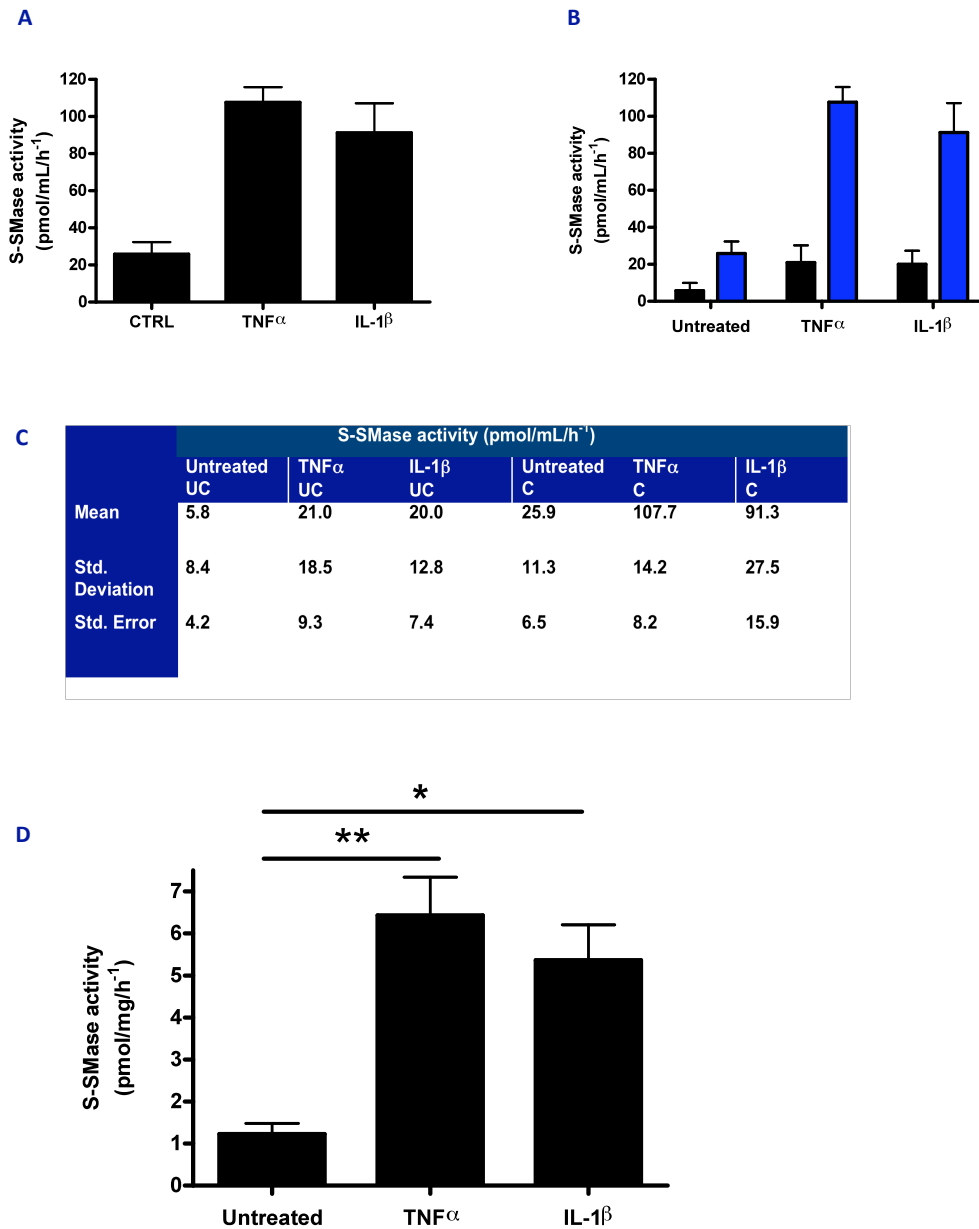 A
S-SMase activity
(pmol/mL/h-1)
120
100
80
60
40
20
0
CTRL TNFα IL-1β
B
S-SMase activity
(pmol/mL/h-1)
120
100
80
60
40
20
0
Untreated TNFα IL-1β
C
S-SMase activity (pmol/mL/h-1)
Untreated TNFα IL-1β Untreated TNFα IL-1β
UC UC UC C C C
Mean 5.8 21.0 20.0 25.9 107.7 91.3
Std. 8.4 18.5 12.8 11.3 14.2 27.5
Deviation
Std. Error 4.2 9.3 7.4 6.5 8.2 15.9
D
*
**
S-SMase activity
(pmol/mg/h-1)
7
6
5
4
3
2
1
0
Untreated TNFα IL-1β